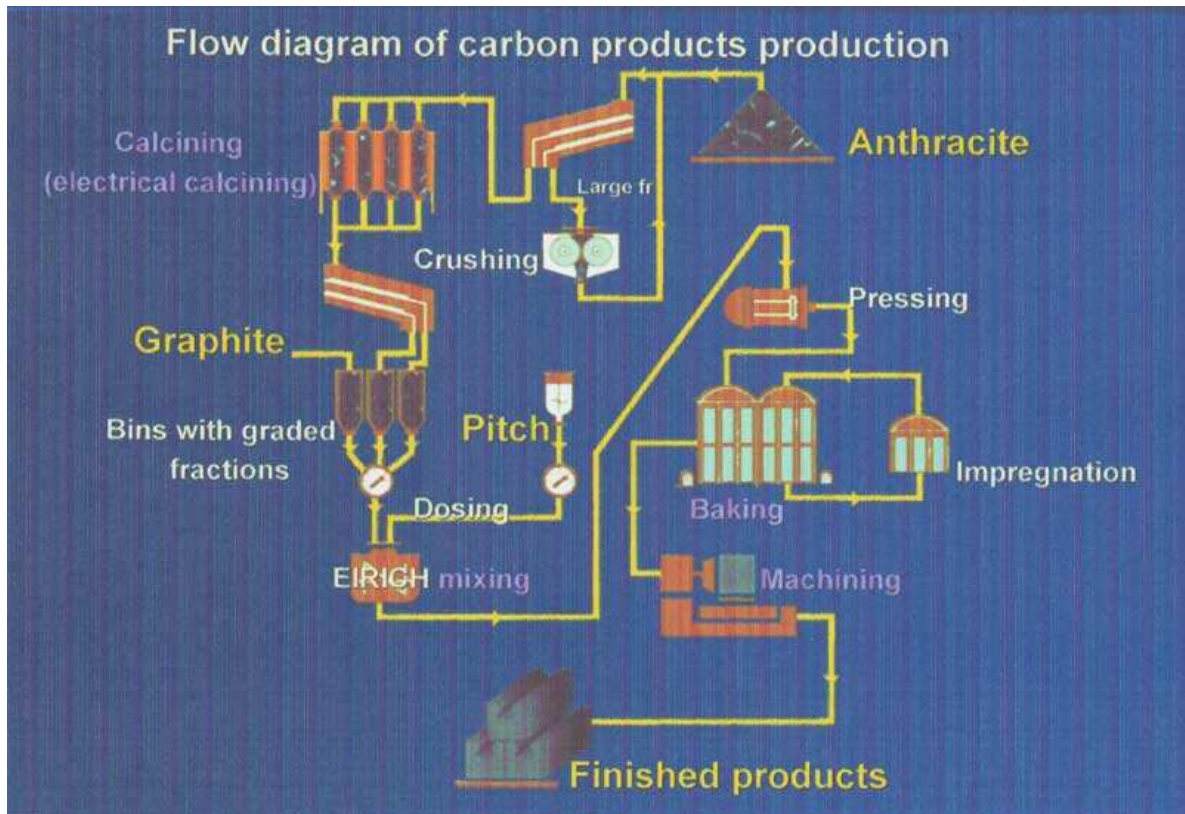 Flow diagram of carbon products production
Calcining
(electrical calcining)
Anthracite
Large fr
Crushing
Pressing
Graphite
Bins with graded
fractions
Pitch
Impregnation
Dosing
Baking
EIRICH mixing
Machining
Finished products